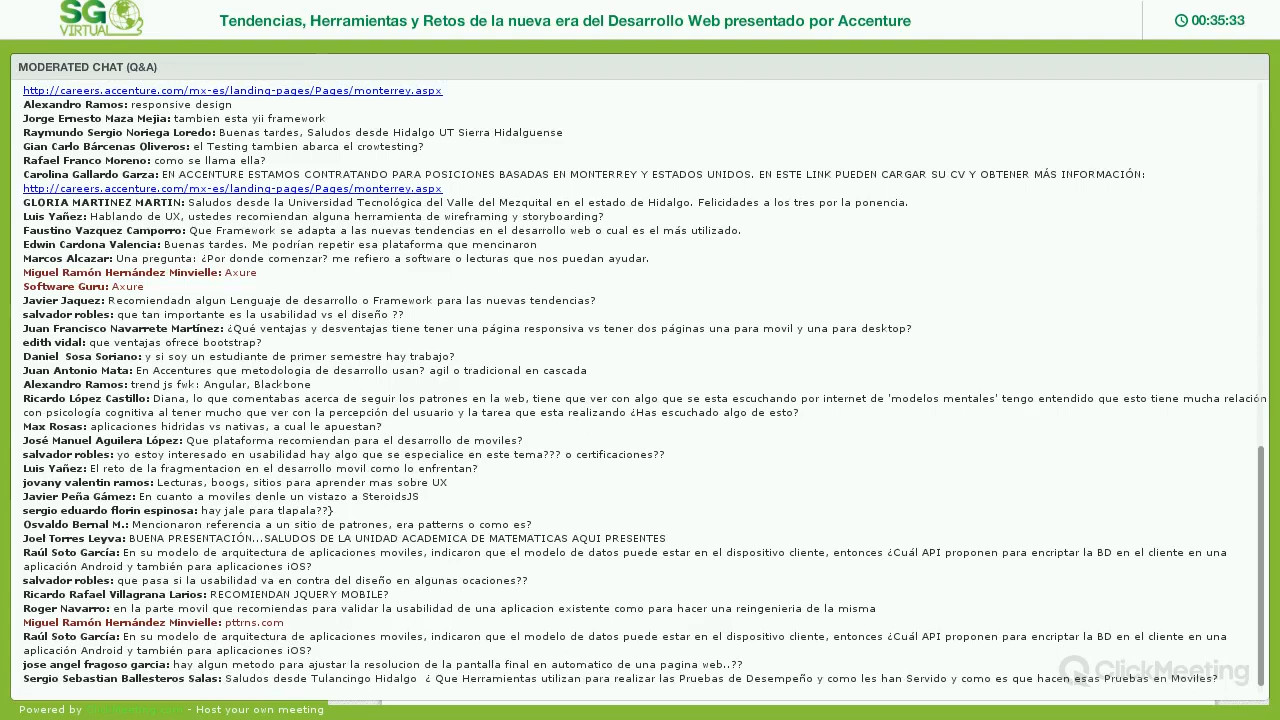 SG
VIRTUAL
Tendencias, Herramientas y Retos de la nueva era del Desarrollo Web presentado por Accenture
00:35:33
MODERATED CHAT (Q&A)
http://careers.accenture.com/mx-es/landing-pages/Pages/monterrey.aspx
Alexandro Ramos: responsive design
Jorge Ernesto Maza Mejia: tambien esta yii framework
Raymundo Sergio Noriega Loredo: Buenas tardes, Saludos desde Hidalgo UT Sierra Hidalguense
Gian Carlo Bárcenas Oliveros: el Testing tambien abarca el crowtesting?
Rafael Franco Moreno: como se llama ella?
Carolina Gallardo Garza: EN ACCENTURE ESTAMOS CONTRATANDO PARA POSICIONES BASADAS EN MONTERREY Y ESTADOS UNIDOS. EN ESTE LINK PUEDEN CARGAR SU CV Y OBTENER MÁS INFORMACIÓN:
http://careers.accenture.com/mx-es/landing-pages/Pages/monterrey.aspx
GLORIA MARTINEZ MARTIN: Saludos desde la Universidad Tecnológica del Valle del Mezquital en el estado de Hidalgo. Felicidades a los tres por la ponencia.
Luis Yañez: Hablando de UX, ustedes recomiendan alguna herramienta de wireframing y storyboarding?
Faustino Vazquez Camporro: Que Framework se adapta a las nuevas tendencias en el desarrollo web o cual es el más utilizado.
Edwin Cardona Valencia: Buenas tardes. Me podrían repetir esa plataforma que mencinaron
Marcos Alcazar: Una pregunta: ¿Por donde comenzar? me refiero a software o lecturas que nos puedan ayudar.
Miguel Ramón Hernández Minvielle: Axure
Software Guru: Axure
Javier Jaquez: Recomiendadn algun Lenguaje de desarrollo o Framework para las nuevas tendencias?
salvador robles: que tan importante es la usabilidad vs el diseño ??
Juan Francisco Navarrete Martínez: ¿Qué ventajas y desventajas tiene tener una página responsiva vs tener dos páginas una para movil y una para desktop?
edith vidal: que ventajas ofrece bootstrap?
Daniel  Sosa Soriano: y si soy un estudiante de primer semestre hay trabajo?
Juan Antonio Mata: En Accentures que metodologia de desarrollo usan? agil o tradicional en cascada
Alexandro Ramos: trend js fwk: Angular, Blackbone
Ricardo López Castillo: Diana, lo que comentabas acerca de seguir los patrones en la web, tiene que ver con algo que se esta escuchando por internet de 'modelos mentales' tengo entendido que esto tiene mucha relación
con psicología cognitiva al tener mucho que ver con la percepción del usuario y la tarea que esta realizando ¿Has escuchado algo de esto?
Max Rosas: aplicaciones hidridas vs nativas, a cual le apuestan?
José Manuel Aguilera López: Que plataforma recomiendan para el desarrollo de moviles?
salvador robles: yo estoy interesado en usabilidad hay algo que se especialice en este tema??? o certificaciones??
Luis Yañez: El reto de la fragmentacion en el desarrollo movil como lo enfrentan?
jovany valentin ramos: Lecturas, boogs, sitios para aprender mas sobre UX
Javier Peña Gámez: En cuanto a moviles denle un vistazo a SteroidsJS
sergio eduardo florin espinosa: hay jale para tlapala??}
Osvaldo Bernal M.: Mencionaron referencia a un sitio de patrones, era patterns o como es?
Joel Torres Leyva: BUENA PRESENTACIÓN...SALUDOS DE LA UNIDAD ACADEMICA DE MATEMATICAS AQUI PRESENTES
Raúl Soto García: En su modelo de arquitectura de aplicaciones moviles, indicaron que el modelo de datos puede estar en el dispositivo cliente, entonces ¿Cuál API proponen para encriptar la BD en el cliente en una
aplicación Android y también para aplicaciones iOS?
salvador robles: que pasa si la usabilidad va en contra del diseño en algunas ocaciones??
Ricardo Rafael Villagrana Larios: RECOMIENDAN JQUERY MOBILE?
Roger Navarro: en la parte movil que recomiendas para validar la usabilidad de una aplicacion existente como para hacer una reingenieria de la misma
Miguel Ramón Hernández Minvielle: pttrns.com
Raúl Soto García: En su modelo de arquitectura de aplicaciones moviles, indicaron que el modelo de datos puede estar en el dispositivo cliente, entonces ¿Cuál API proponen para encriptar la BD en el cliente en una
aplicación Android y también para aplicaciones iOS?
jose angel fragoso garcia: hay algun metodo para ajustar la resolucion de la pantalla final en automatico de una pagina web..??
Sergio Sebastian Ballesteros Salas: Saludos desde Tulancingo Hidalgo  ¿ Que Herramientas utilizan para realizar las Pruebas de Desempeño y como les han Servido y como es que hacen esas Pruebas en Moviles?
ClickMeeting
Powered by ClickMeeting.com - Host your own meeting